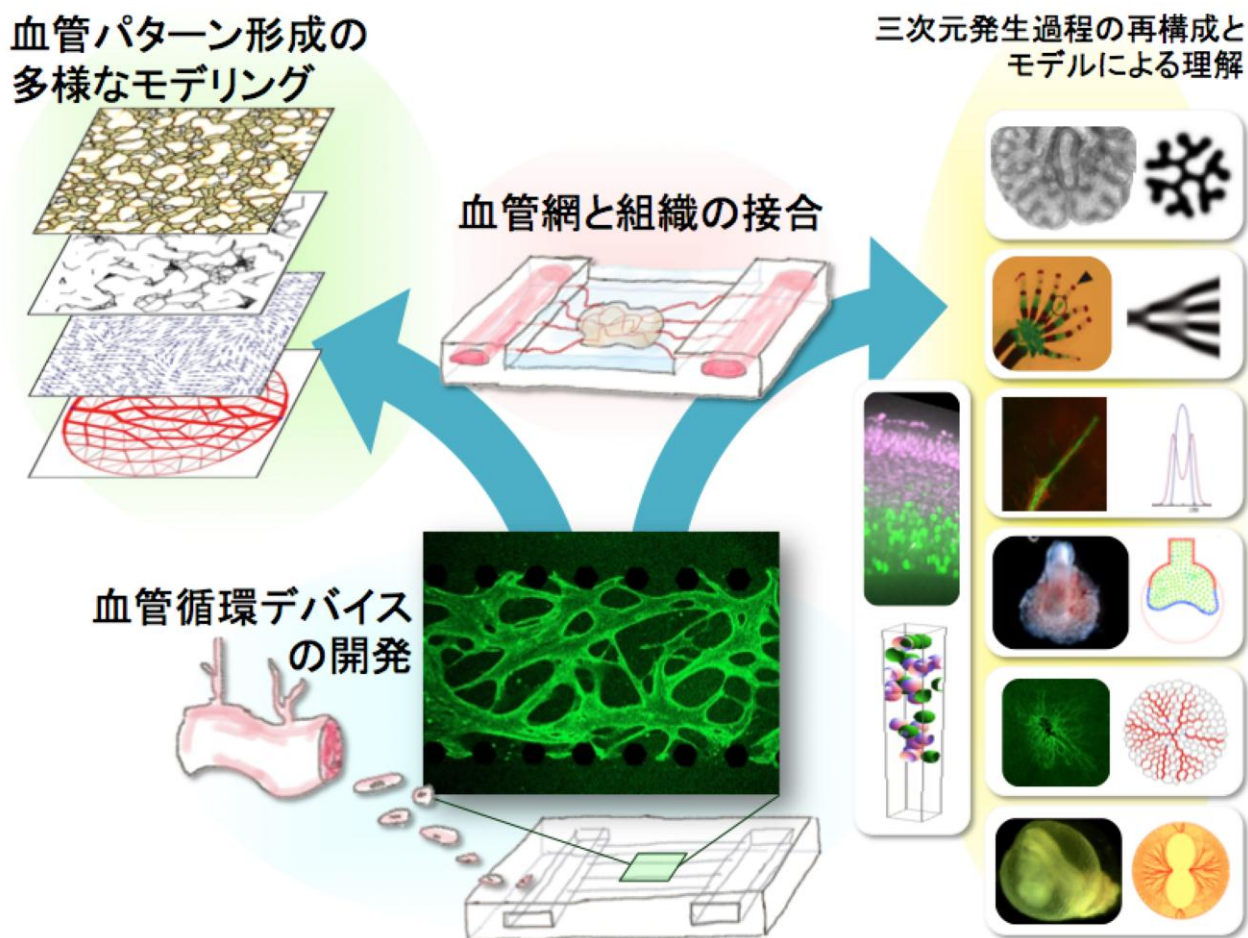 血管パターン形成の
多様なモデリング
三次元発生過程の再構成と
モデルによる理解
血管網と組織の接合
血管循環デバイス
の開発